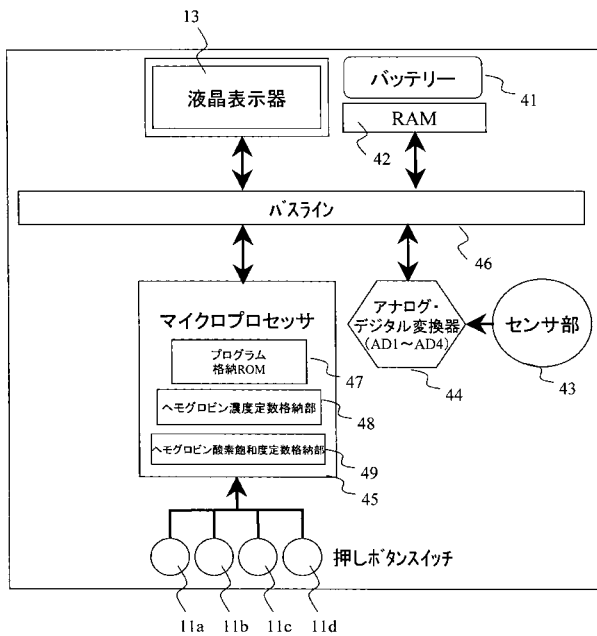 13
液晶表示器
バッテリー
41
RAM
42
バスライン
46
マイクロプロセッサ
プログラム
格納ROM
47
ヘモグロビン濃度定数格納部
48
ヘモグロビン酸素飽和度定数格納部
49
45
アナログ・
デジタル変換器
(AD1～AD4)
44
センサ部
43
押しボタンスイッチ
11a
11b
11c
11d